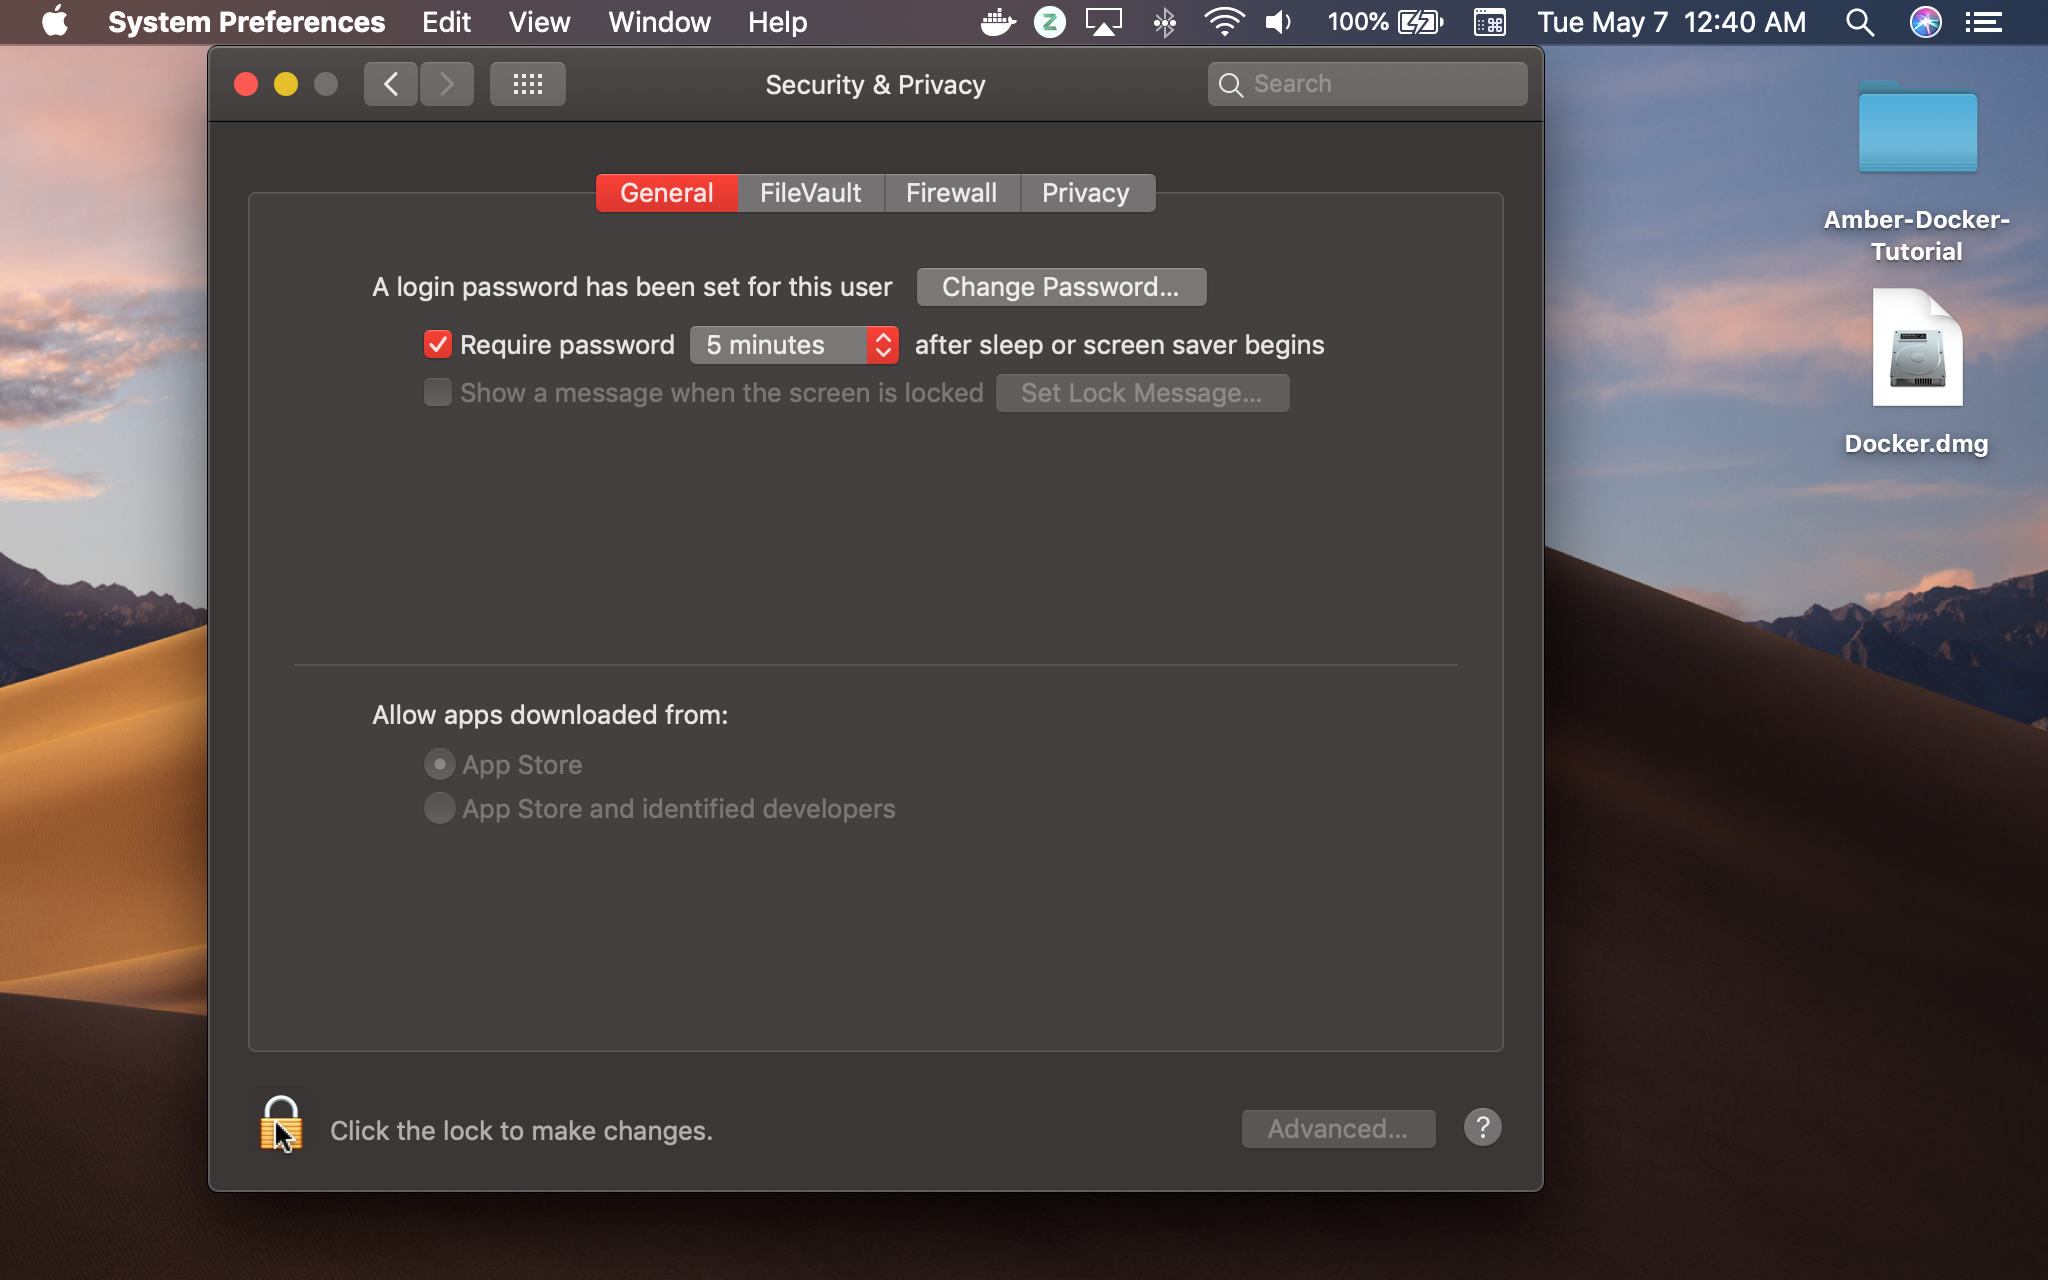 System Preferences Edit View Window Help 100% Tue May 7 12:40 AM
Security & Privacy Search
General FileVault Firewall Privacy
A login password has been set for this user Change Password...
Require password 5 minutes after sleep or screen saver begins
Show a message when the screen is locked Set Lock Message...
Allow apps downloaded from:
App Store
App Store and identified developers
Click the lock to make changes. Advanced... ?
Amber-Docker-
Tutorial
Docker.dmg